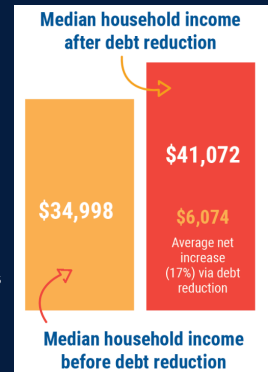 Median household income
after debt reduction
$34,998
$41,072
$6,074
Average net
increase
(17%) via debt
reduction
Median household income
before debt reduction